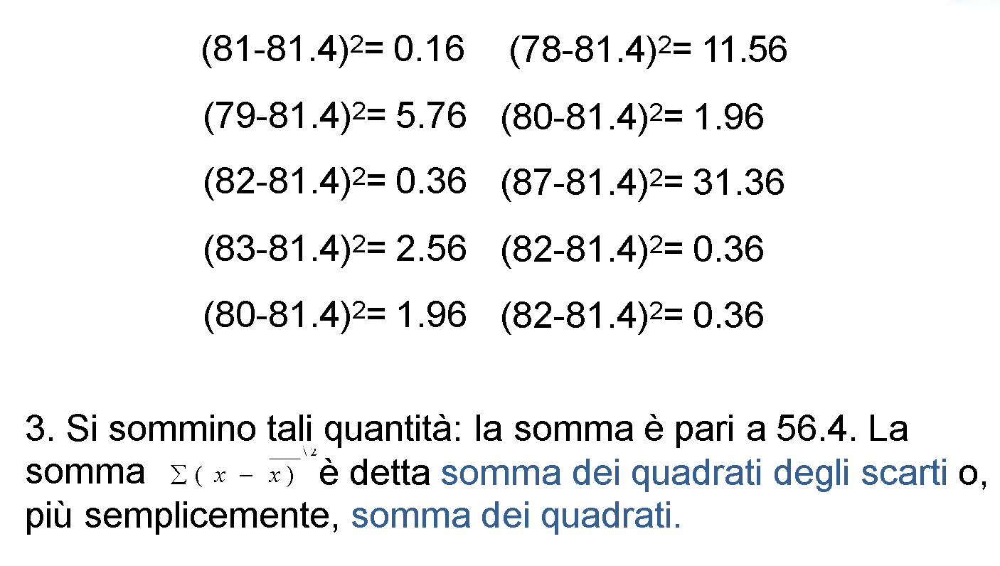 (81-81.4)²= 0.16 (78-81.4)²= 11.56
(79-81.4)²= 5.76 (80-81.4)²= 1.96
(82-81.4)²= 0.36 (87-81.4)²= 31.36
(83-81.4)²= 2.56 (82-81.4)²= 0.36
(80-81.4)²= 1.96 (82-81.4)²= 0.36
3. Si sommino tali quantità: la somma è pari a 56.4. La
somma ∑( x − x̅ )² è detta somma dei quadrati degli scarti o,
più semplicemente, somma dei quadrati.